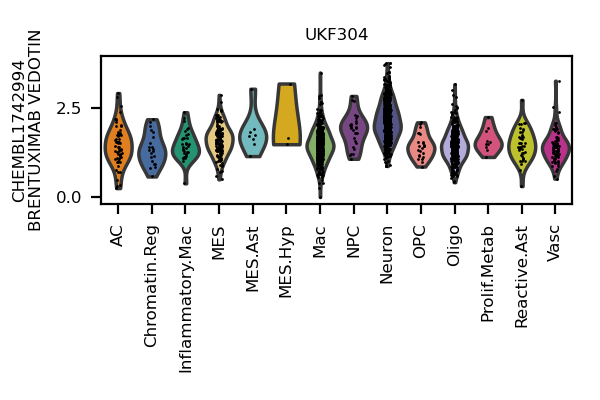 UKF304
CHEMBL1742994
BRENTUXIMAB VEDOTIN
2.5
0.0
AC
Chromatin.Reg
Inflammatory.Mac
MES
MES.Ast
MES.Hyp
Mac
NPC
Neuron
OPC
Oligo
Prolif.Metab
Reactive.Ast
Vasc